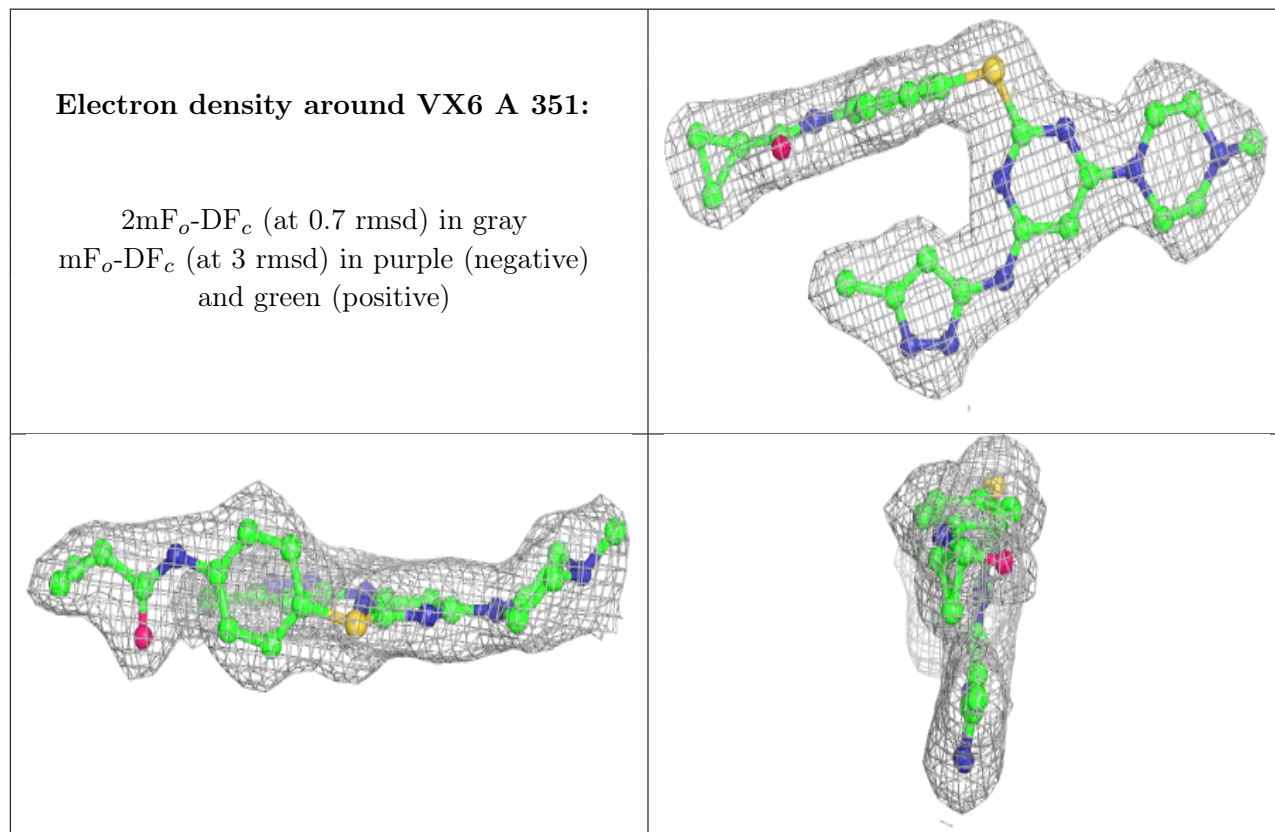 Electron density around VX6 A 351:
2mFo-DFc (at 0.7 rmsd) in gray
mFo-DFc (at 3 rmsd) in purple (negative)
and green (positive)